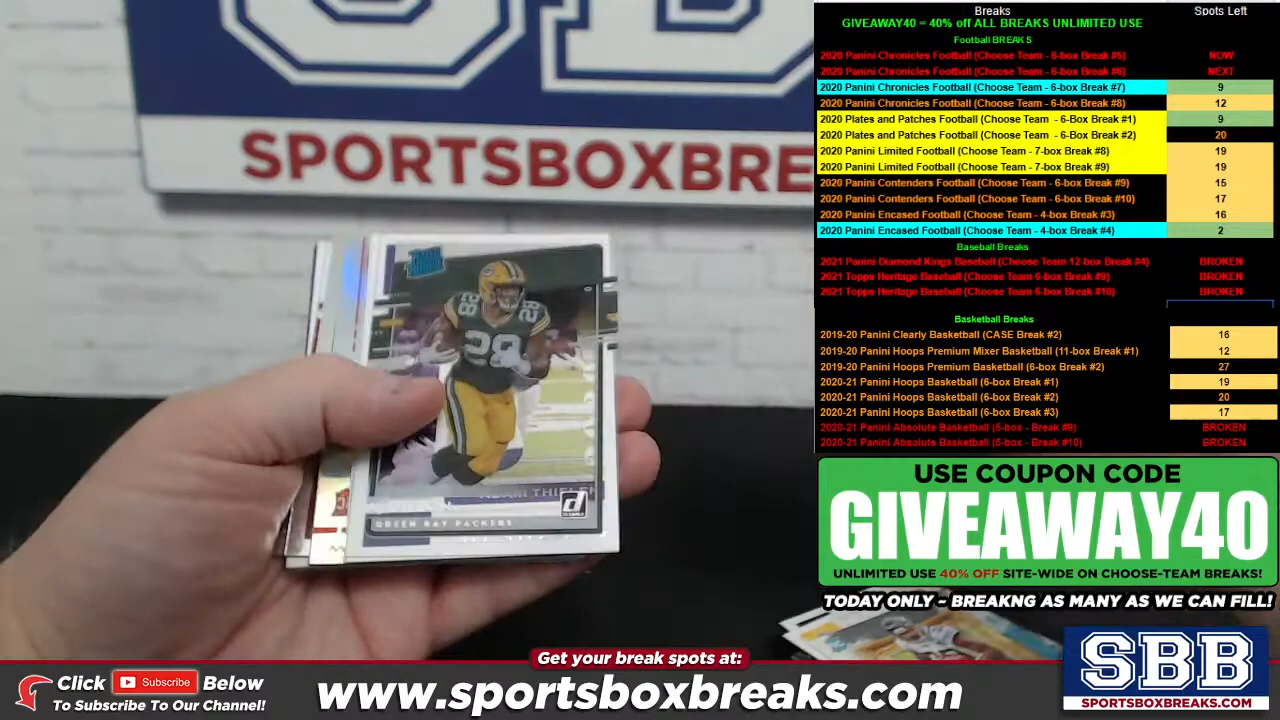 SBB
SPORTSBOXBRE
28
28
28
ADAM THIELEN
GREEN BAY PACKERS
d
Breaks Spots Left
GIVEAWAY40 = 40% off ALL BREAKS UNLIMITED USE
Football BREAKS
2020 Panini Chronicles Football (Choose Team - 6-box Break #5) NOW
2020 Panini Chronicles Football (Choose Team - 6-box Break #6) NEXT
2020 Panini Chronicles Football (Choose Team - 6-box Break #7) 9
2020 Panini Chronicles Football (Choose Team - 6-box Break #8) 12
2020 Plates and Patches Football (Choose Team - 6-Box Break #1) 9
2020 Plates and Patches Football (Choose Team - 6-Box Break #2) 20
2020 Panini Limited Football (Choose Team - 7-box Break #8) 19
2020 Panini Limited Football (Choose Team - 7-box Break #9) 19
2020 Panini Contenders Football (Choose Team - 6-box Break #9) 15
2020 Panini Contenders Football (Choose Team - 6-box Break #10) 17
2020 Panini Encased Football (Choose Team - 4-box Break #3) 16
2020 Panini Encased Football (Choose Team - 4-box Break #4) 2
Baseball Breaks
2021 Panini Diamond Kings Baseball (Choose Team 12-box Break #4) BROKEN
2021 Topps Heritage Baseball (Choose Team 6-box Break #9) BROKEN
2021 Topps Heritage Baseball (Choose Team 6-box Break #10) BROKEN
Basketball Breaks
2019-20 Panini Clearly Basketball (CASE Break #2) 16
2019-20 Panini Hoops Premium Mixer Basketball (11-box Break #1) 12
2019-20 Panini Hoops Premium Basketball (6-box Break #2) 27
2020-21 Panini Hoops Basketball (6-box Break #1) 19
2020-21 Panini Hoops Basketball (6-box Break #2) 20
2020-21 Panini Hoops Basketball (6-box Break #3) 17
2020-21 Panini Absolute Basketball (5-box - Break #9) BROKEN
2020-21 Panini Absolute Basketball (5-box - Break #10) BROKEN
USE COUPON CODE
GIVEAWAY40
UNLIMITED USE 40% OFF SITE-WIDE ON CHOOSE-TEAM BREAKS!
TODAY ONLY ~ BREAKNG AS MANY AS WE CAN FILL!
SBB
SPORTSBOXBREAKS.COM
Get your break spots at:
www.sportsboxbreaks.com
Click Subscribe Below
To Subscribe To Our Channel!